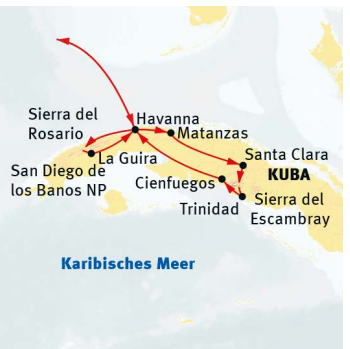 Sierra del
Rosario
Havanna
Matanzas
La Guira
San Diego de
los Banos NP
Santa Clara
Cienfuegos
KUBA
Trinidad
Sierra del
Escambray
Karibisches Meer